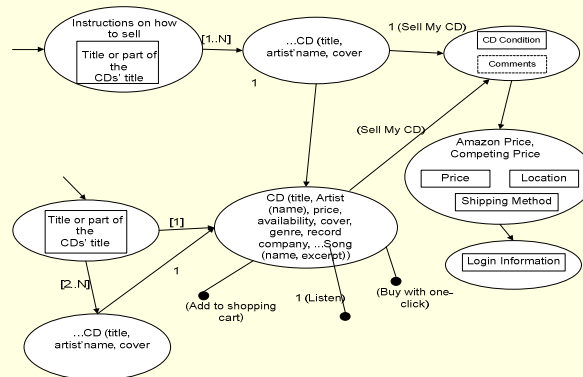 Instructions on how
to sell
Title or part of
the
CDs' title
[1..N]
...CD (title,
artist'name, cover
1
1 (Sell My CD)
CD Condition
Comments
(Sell My CD)
Amazon Price,
Competing Price
Price
Location
Shipping Method
Login Information
Title or part of
the
CDs' title
[1]
[2.N]
1
CD (title, Artist
(name), price,
availability, cover,
genre, record
company, ...Song
(name, excerpt))
...CD (title,
artist'name, cover
(Add to shopping
cart)
1 (Listen)
(Buy with one-
click)